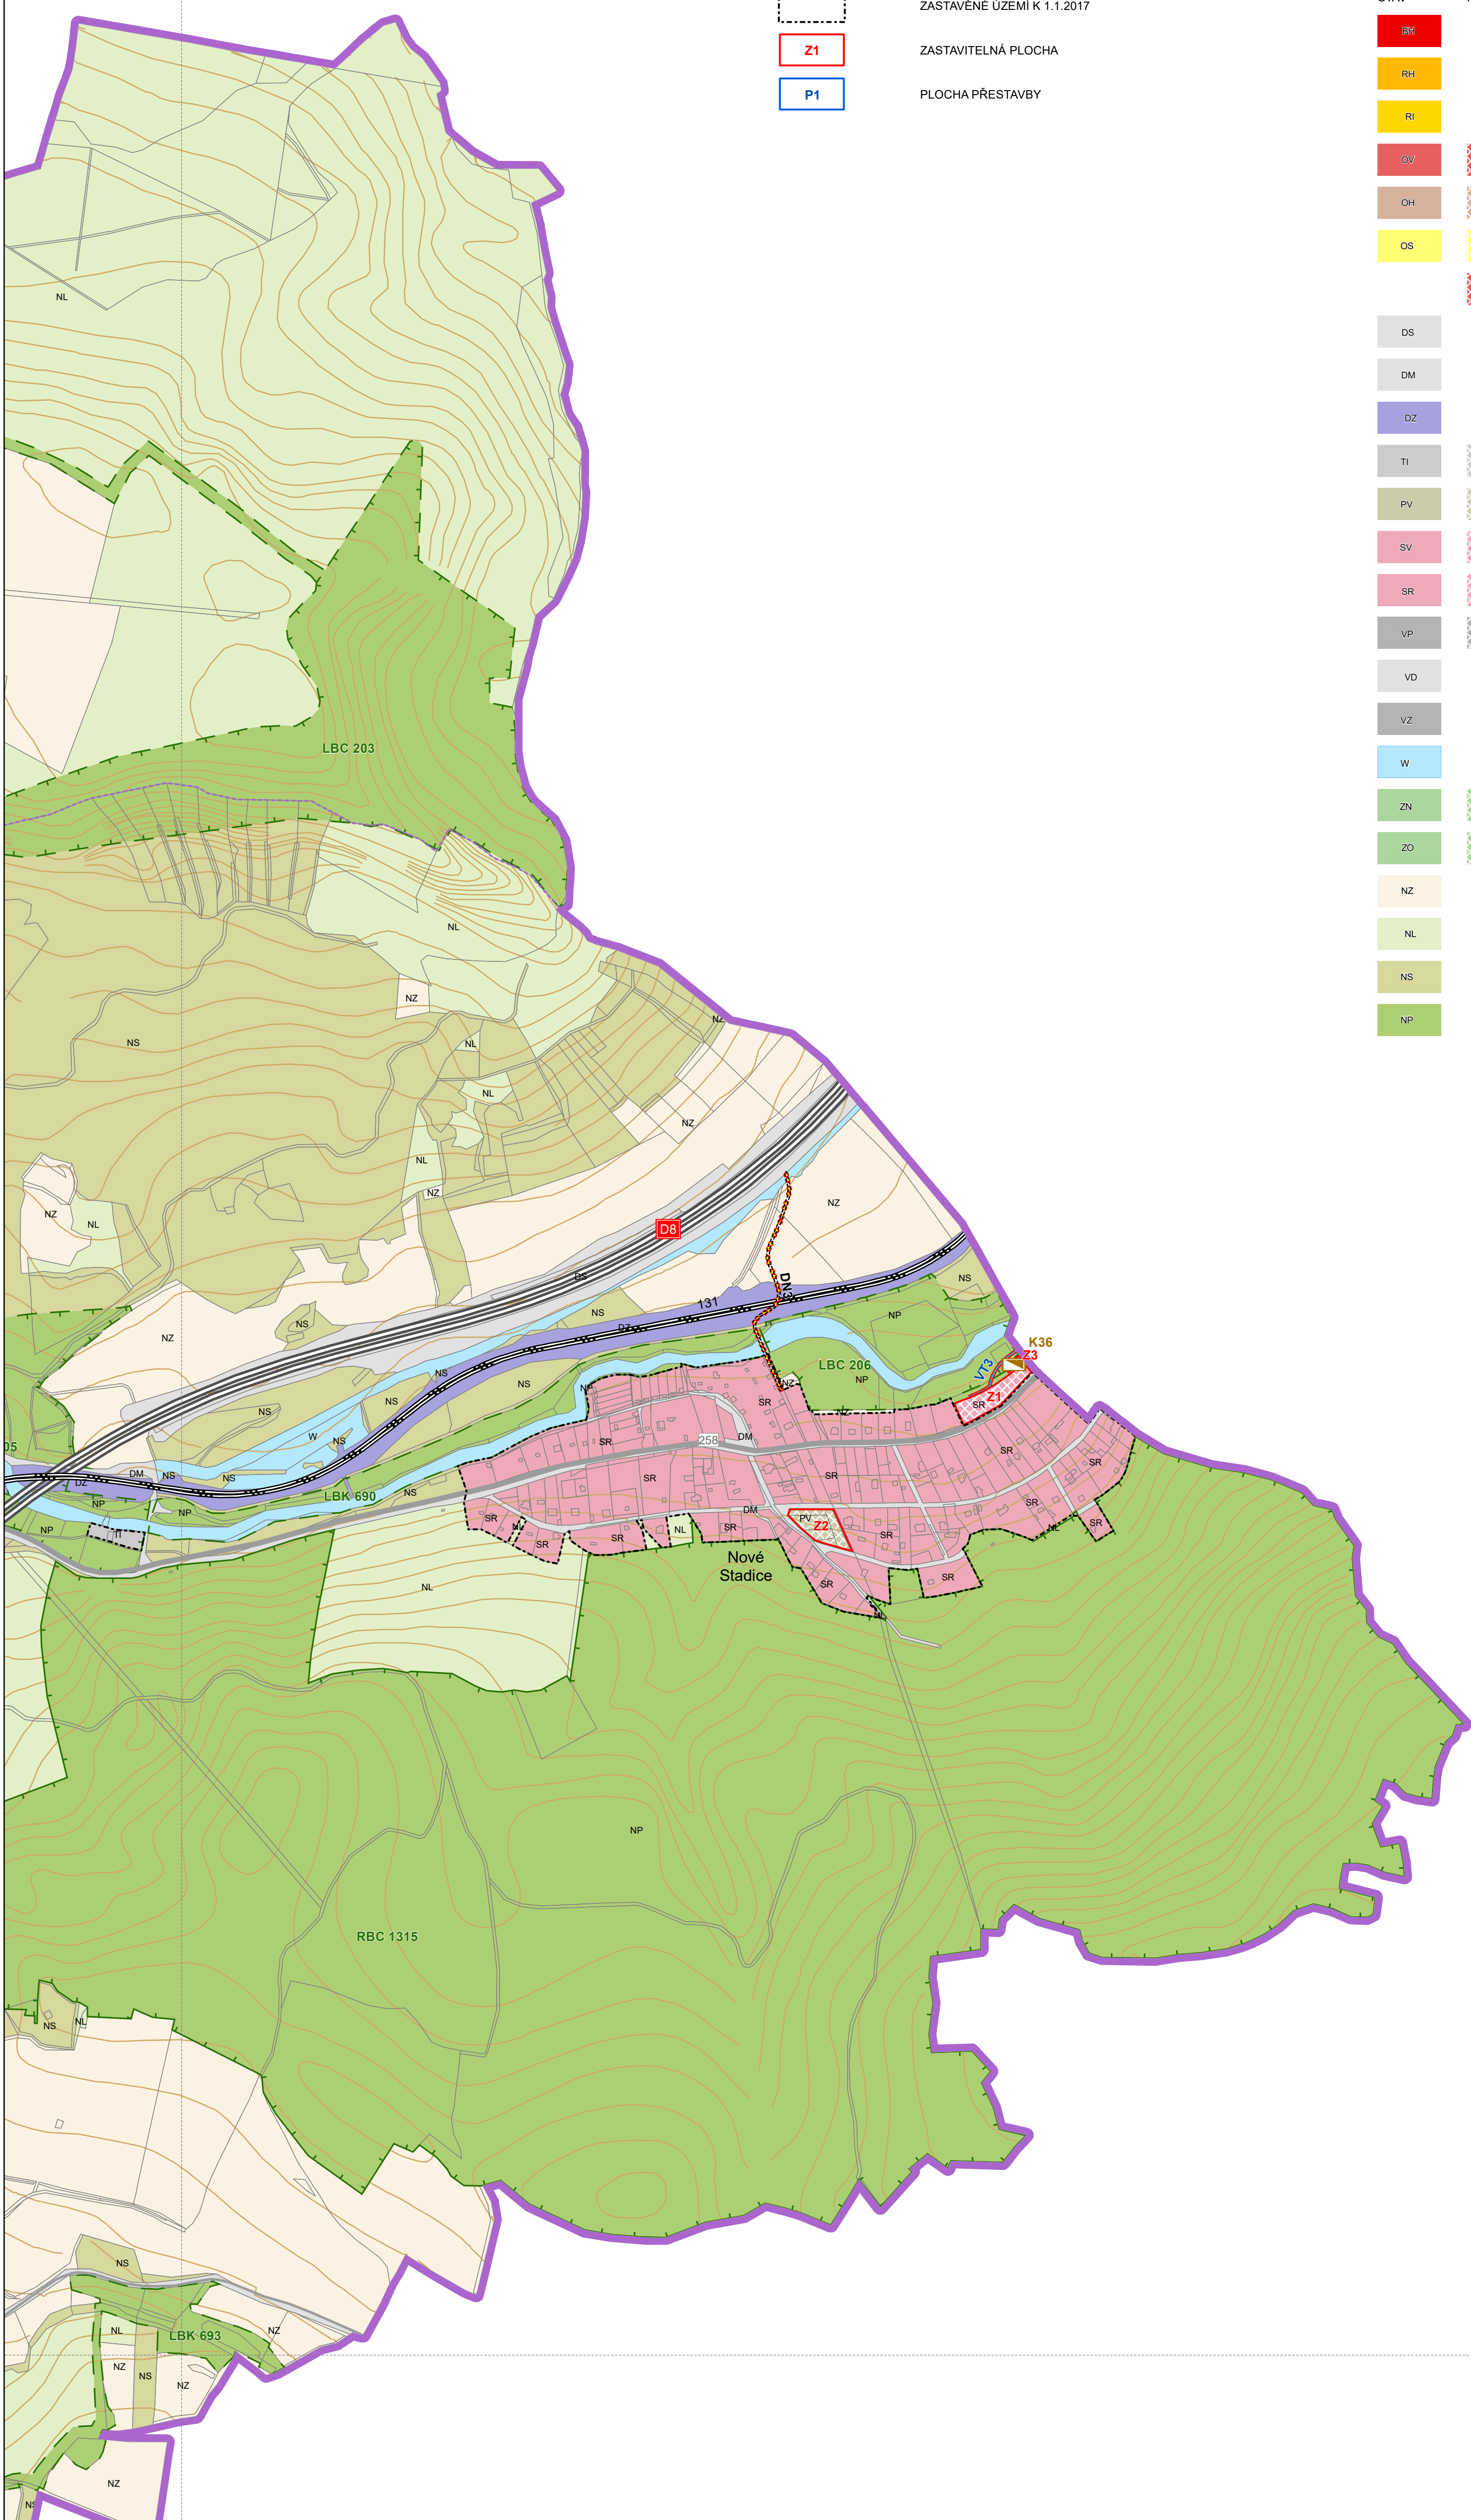 ZASTAVĚNÉ ÚZEMÍ K 1.1.2017
Z1
ZASTAVITELNÁ PLOCHA
P1
PLOCHA PŘESTAVBY
BH
RH
RI
OV
OH
OS
DS
DM
DZ
TI
PV
SV
SR
VP
VD
VZ
W
ZN
ZO
NZ
NL
NS
NP
NL
LBC 203
NL
NZ
NZ
NS
NL
NL
NZ
NL
NZ
NZ
NZ
NL
D8
DS
DN3
131
NS
NS
NZ
NS
DZ
NP
K36
Z3
VT3
LBC 206
NP
NS
NS
NS
NZ
SR
Z1
SR
NS
W
NS
SR
258
DM
SR
SR
05
DM
NS
NS
SR
SR
DZ
LBK 690
NS
NP
NP
SR
DM
PV
Z2
SR
SR
NP
TI
SR
SR
SR
NL
SR
SR
NL
Nové
Stadice
SR
SR
NL
NP
RBC 1315
NS
NL
NS
NL
LBK 693
NZ
NZ
NS
NZ
NZ